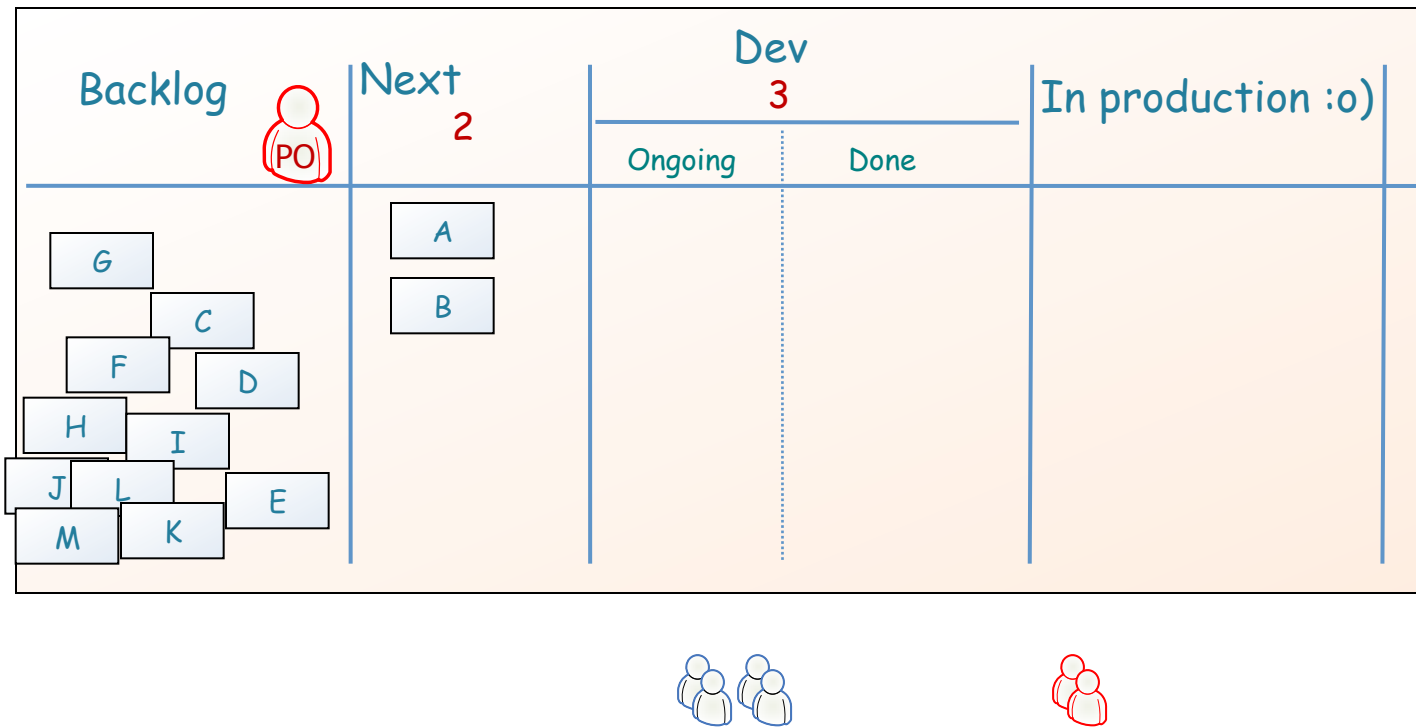 Backlog
PO
Next
2
Dev
3
Ongoing
Done
In production :o)
A
B
G
C
F
D
H
I
J
L
E
M
K